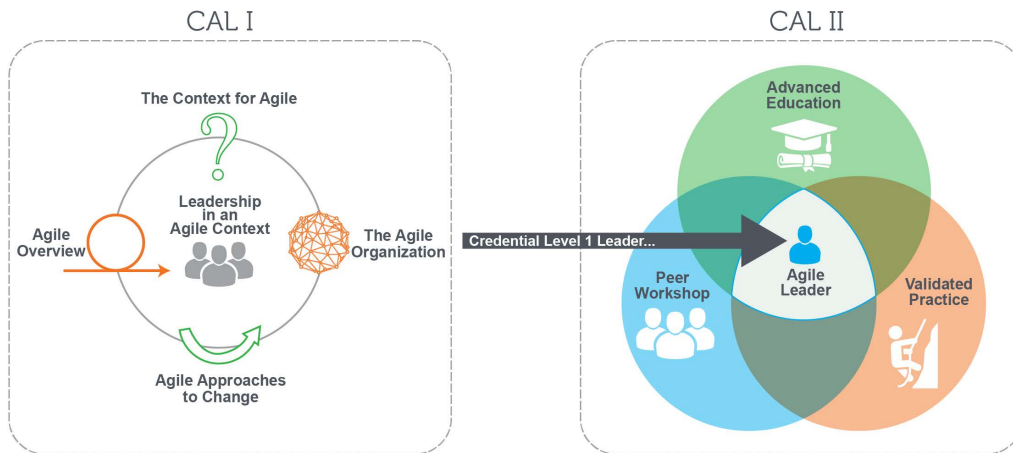 CAL I
The Context for Agile
Leadership
in an
Agile Context
Agile
Overview
The Agile
Organization
Agile Approaches
to Change
Credential Level 1 Leader...
CAL II
Advanced
Education
Agile
Leader
Peer
Workshop
Validated
Practice